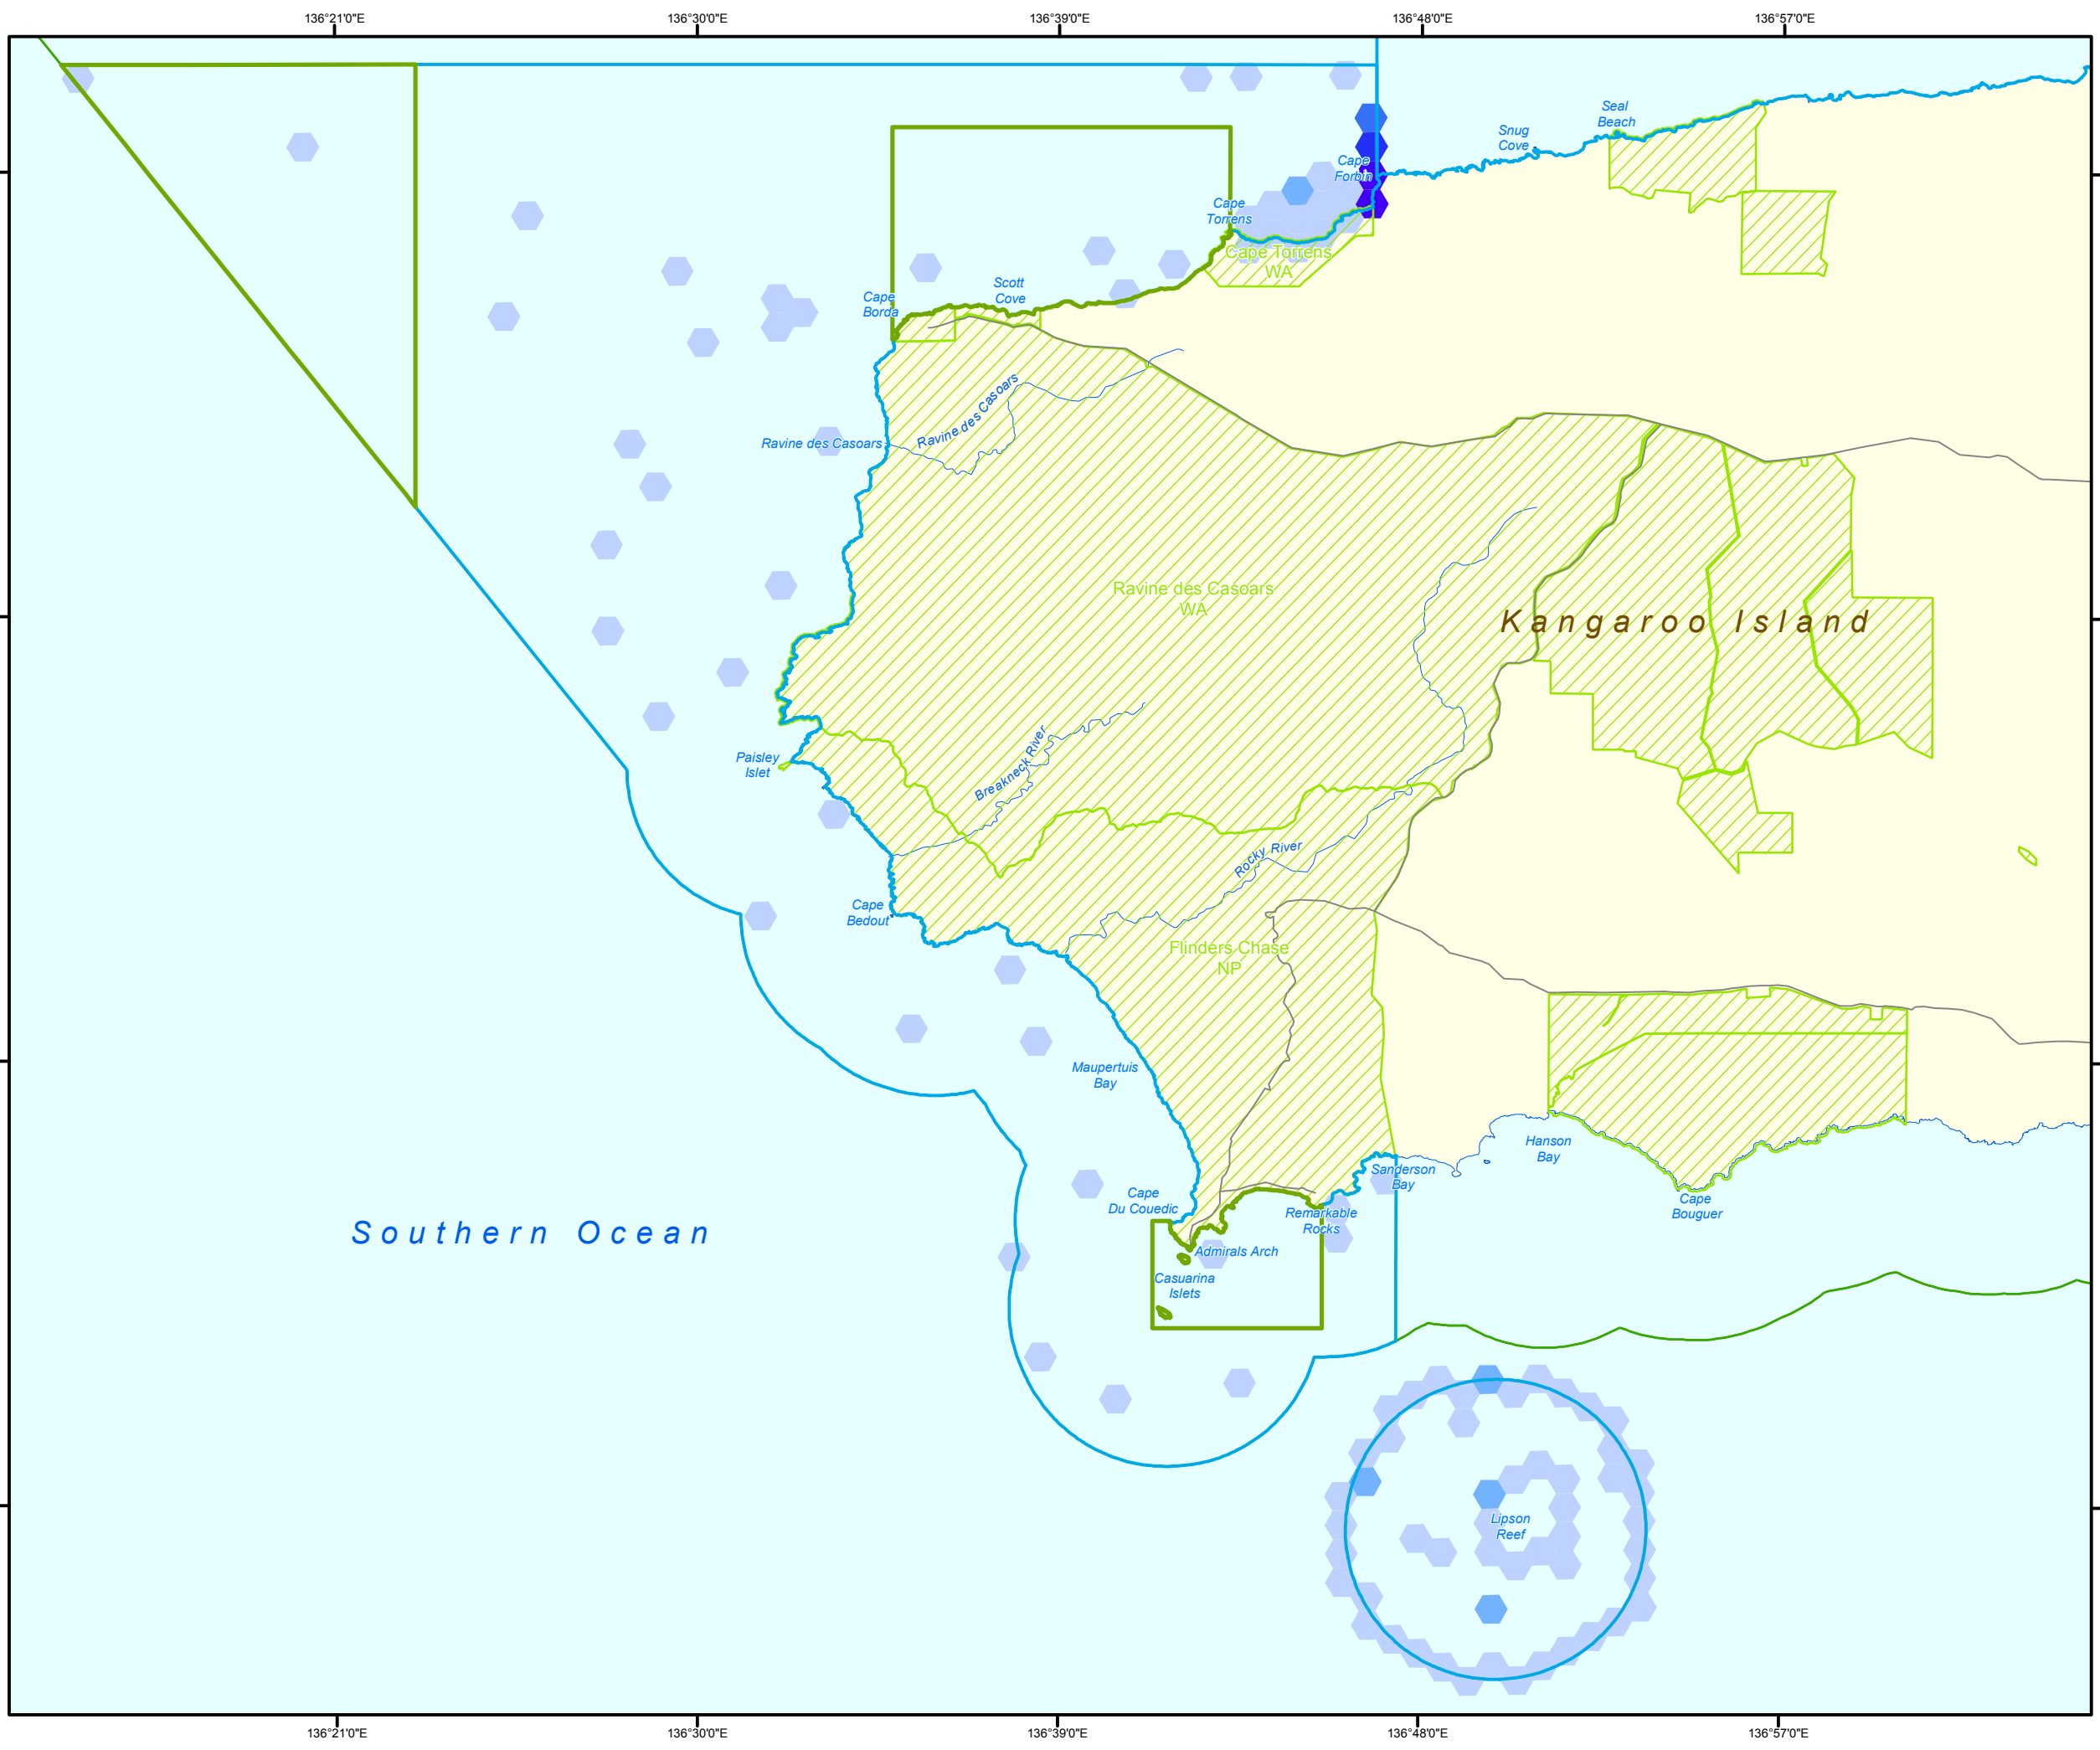 136°21'0"E
136°30'0"E
136°39'0"E
136°48'0"E
136°57'0"E
Seal
Beach
Snug
Cove
Cape
Forbin
Cape
Torrens
Cape Torrens
WA
Scott
Cove
Cape
Borda
Ravine des Casoars
Ravine des Casoars
Ravine des Casoars
WA
Kangaroo Island
Paisley
Islet
Breakneck River
Rocky River
Cape
Bedout
Flinders Chase
NP
Maupertuis
Bay
Hanson
Bay
Sanderson
Bay
Cape
Du Couedic
Cape
Bouguer
Remarkable
Rocks
Southern Ocean
Admirals Arch
Casuarina
Islets
Lipson
Reef
136°21'0"E
136°30'0"E
136°39'0"E
136°48'0"E
136°57'0"E